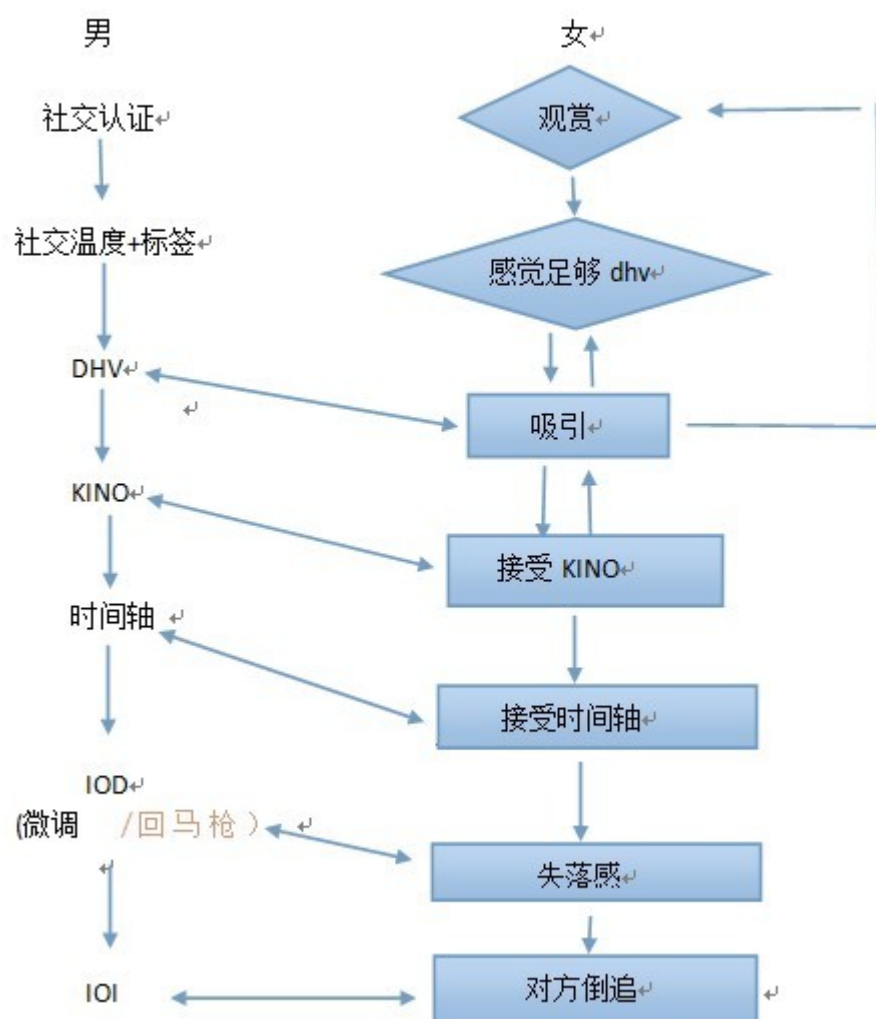 男
女
社交认证
观赏
社交温度+标签
感觉足够 dhv
DHV
吸引
KINO
接受 KINO
时间轴
接受时间轴
IOD
(微调 /回马枪）
失落感
IOI
对方倒追